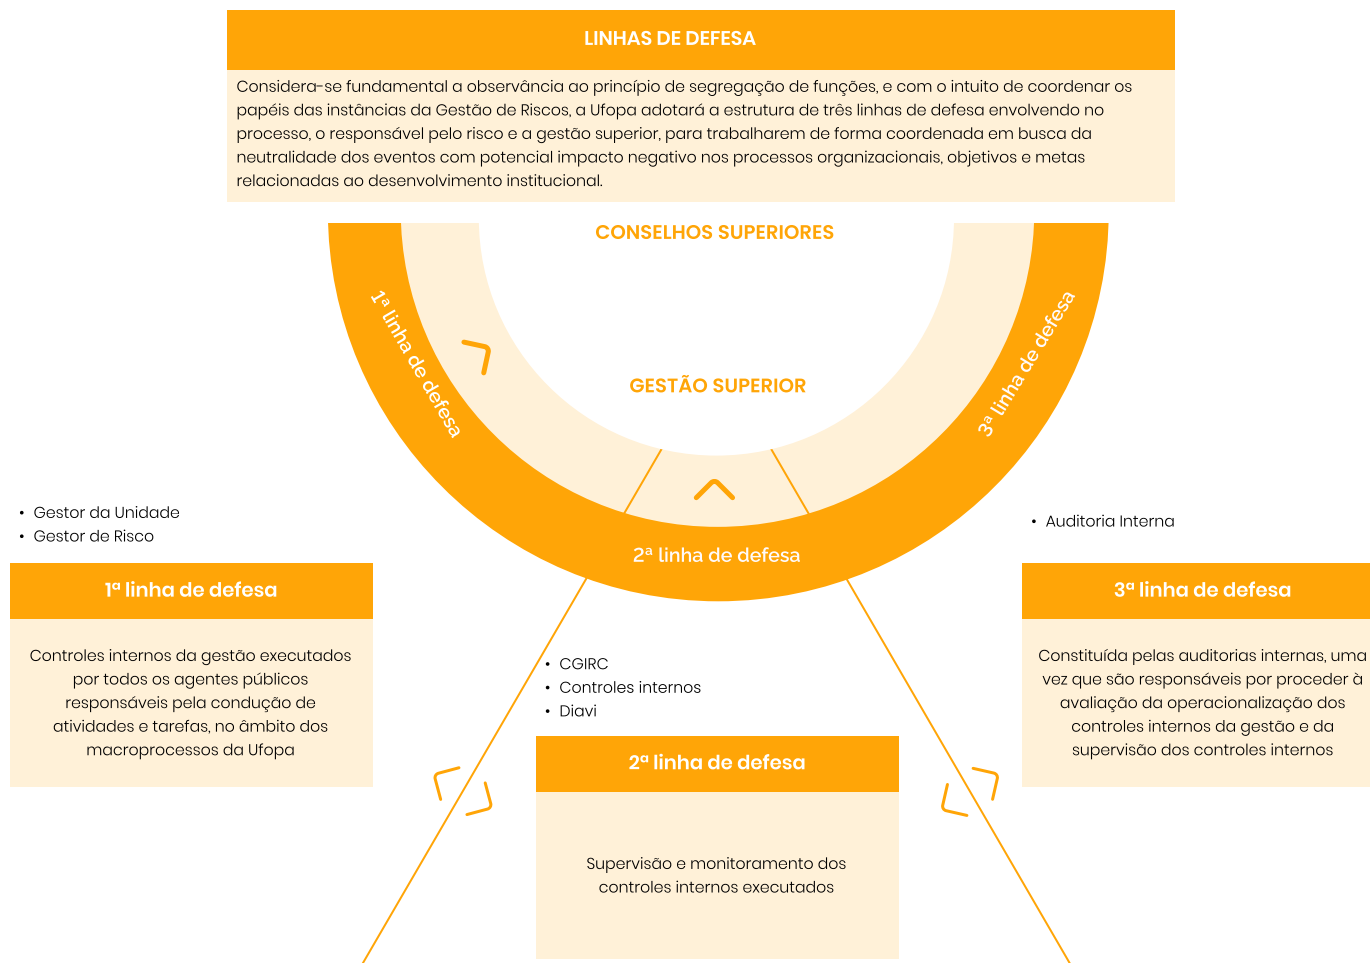 LINHAS DE DEFESA
Considera-se fundamental a observância ao princípio de segregação de funções, e com o intuito de coordenar os
papéis das instâncias da Gestão de Riscos, a Ufopa adotará a estrutura de três linhas de defesa envolvendo no
processo, o responsável pelo risco e a gestão superior, para trabalharem de forma coordenada em busca da
neutralidade dos eventos com potencial impacto negativo nos processos organizacionais, objetivos e metas
relacionadas ao desenvolvimento institucional.
CONSELHOS SUPERIORES
1ª linha de defesa
3ª linha de defesa
GESTÃO SUPERIOR
2ª linha de defesa
• Gestor da Unidade
• Gestor de Risco
1ª linha de defesa
Controles internos da gestão executados
por todos os agentes públicos
responsáveis pela condução de
atividades e tarefas, no âmbito dos
macroprocessos da Ufopa
• CGIRC
• Controles internos
• Diavi
2ª linha de defesa
Supervisão e monitoramento dos
controles internos executados
• Auditoria Interna
3ª linha de defesa
Constituída pelas auditorias internas, uma
vez que são responsáveis por proceder à
avaliação da operacionalização dos
controles internos da gestão e da
supervisão dos controles internos